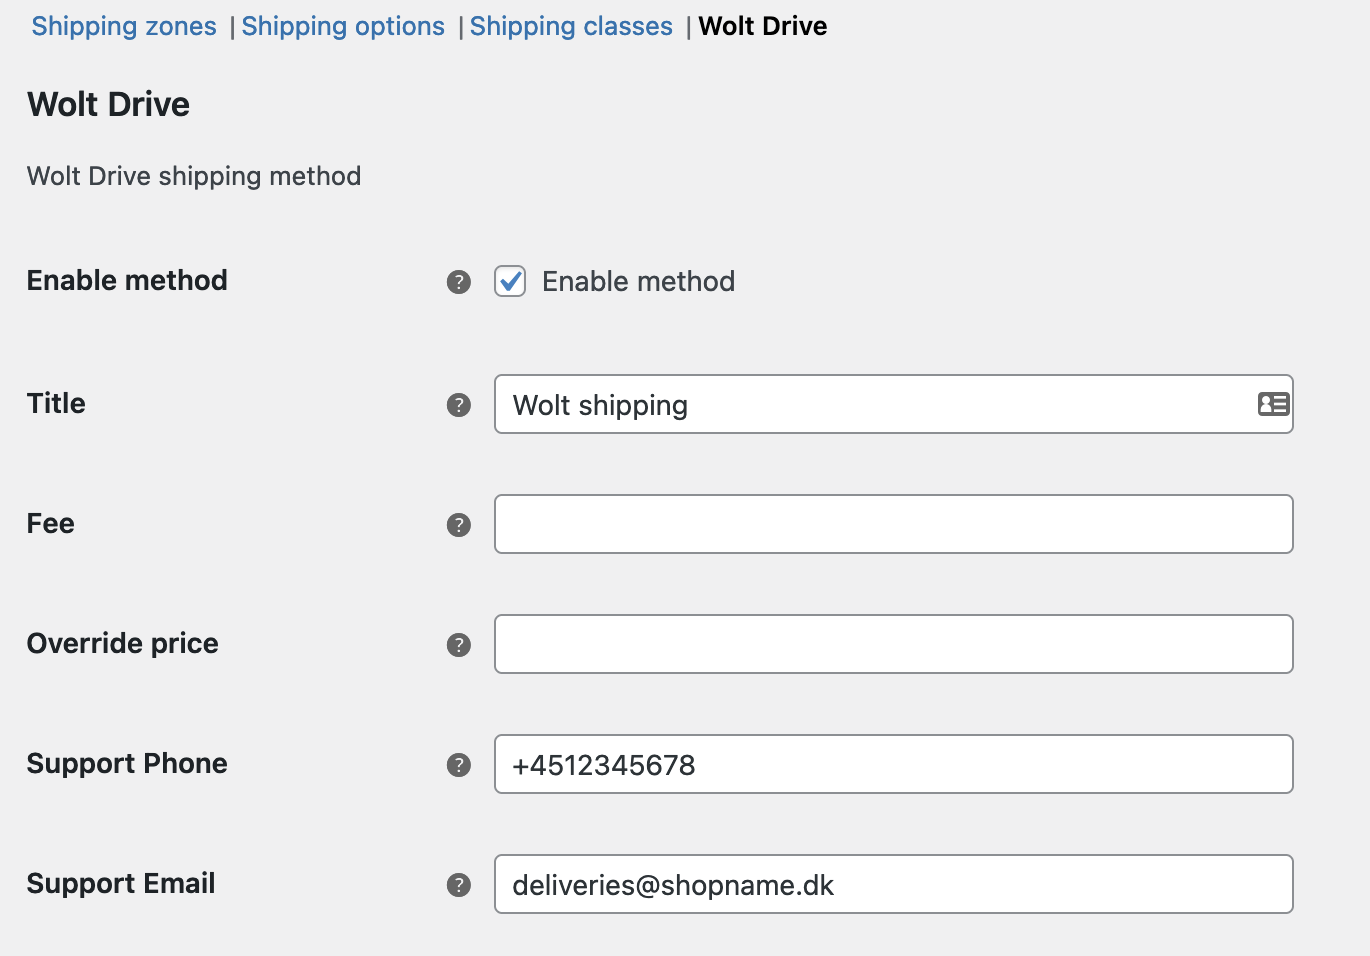 Shipping zones | Shipping options | Shipping classes | Wolt Drive
Wolt Drive
Wolt Drive shipping method
Enable method ? Enable method
Title ? Wolt shipping
Fee ?
Override price ?
Support Phone ? +4512345678
Support Email ? deliveries@shopname.dk